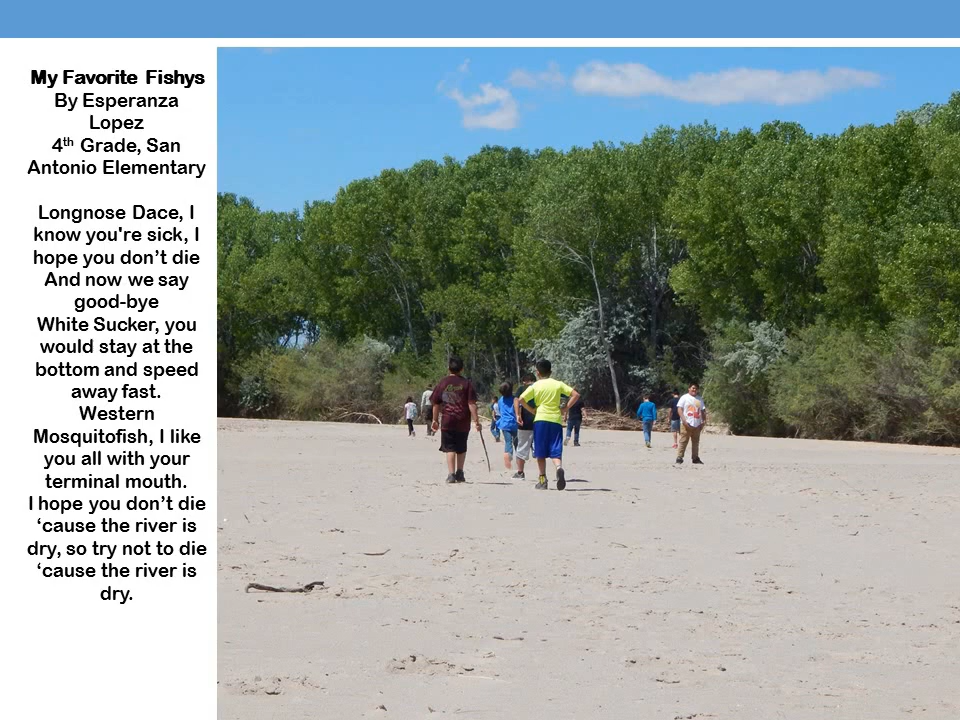 My Favorite Fishys
By Esperanza
Lopez
4th Grade, San
Antonio Elementary
Longnose Dace, I
know you're sick, I
hope you don’t die
And now we say
good-bye
White Sucker, you
would stay at the
bottom and speed
away fast.
Western
Mosquitofish, I like
you all with your
terminal mouth.
I hope you don’t die
‘cause the river is
dry, so try not to die
‘cause the river is
dry.